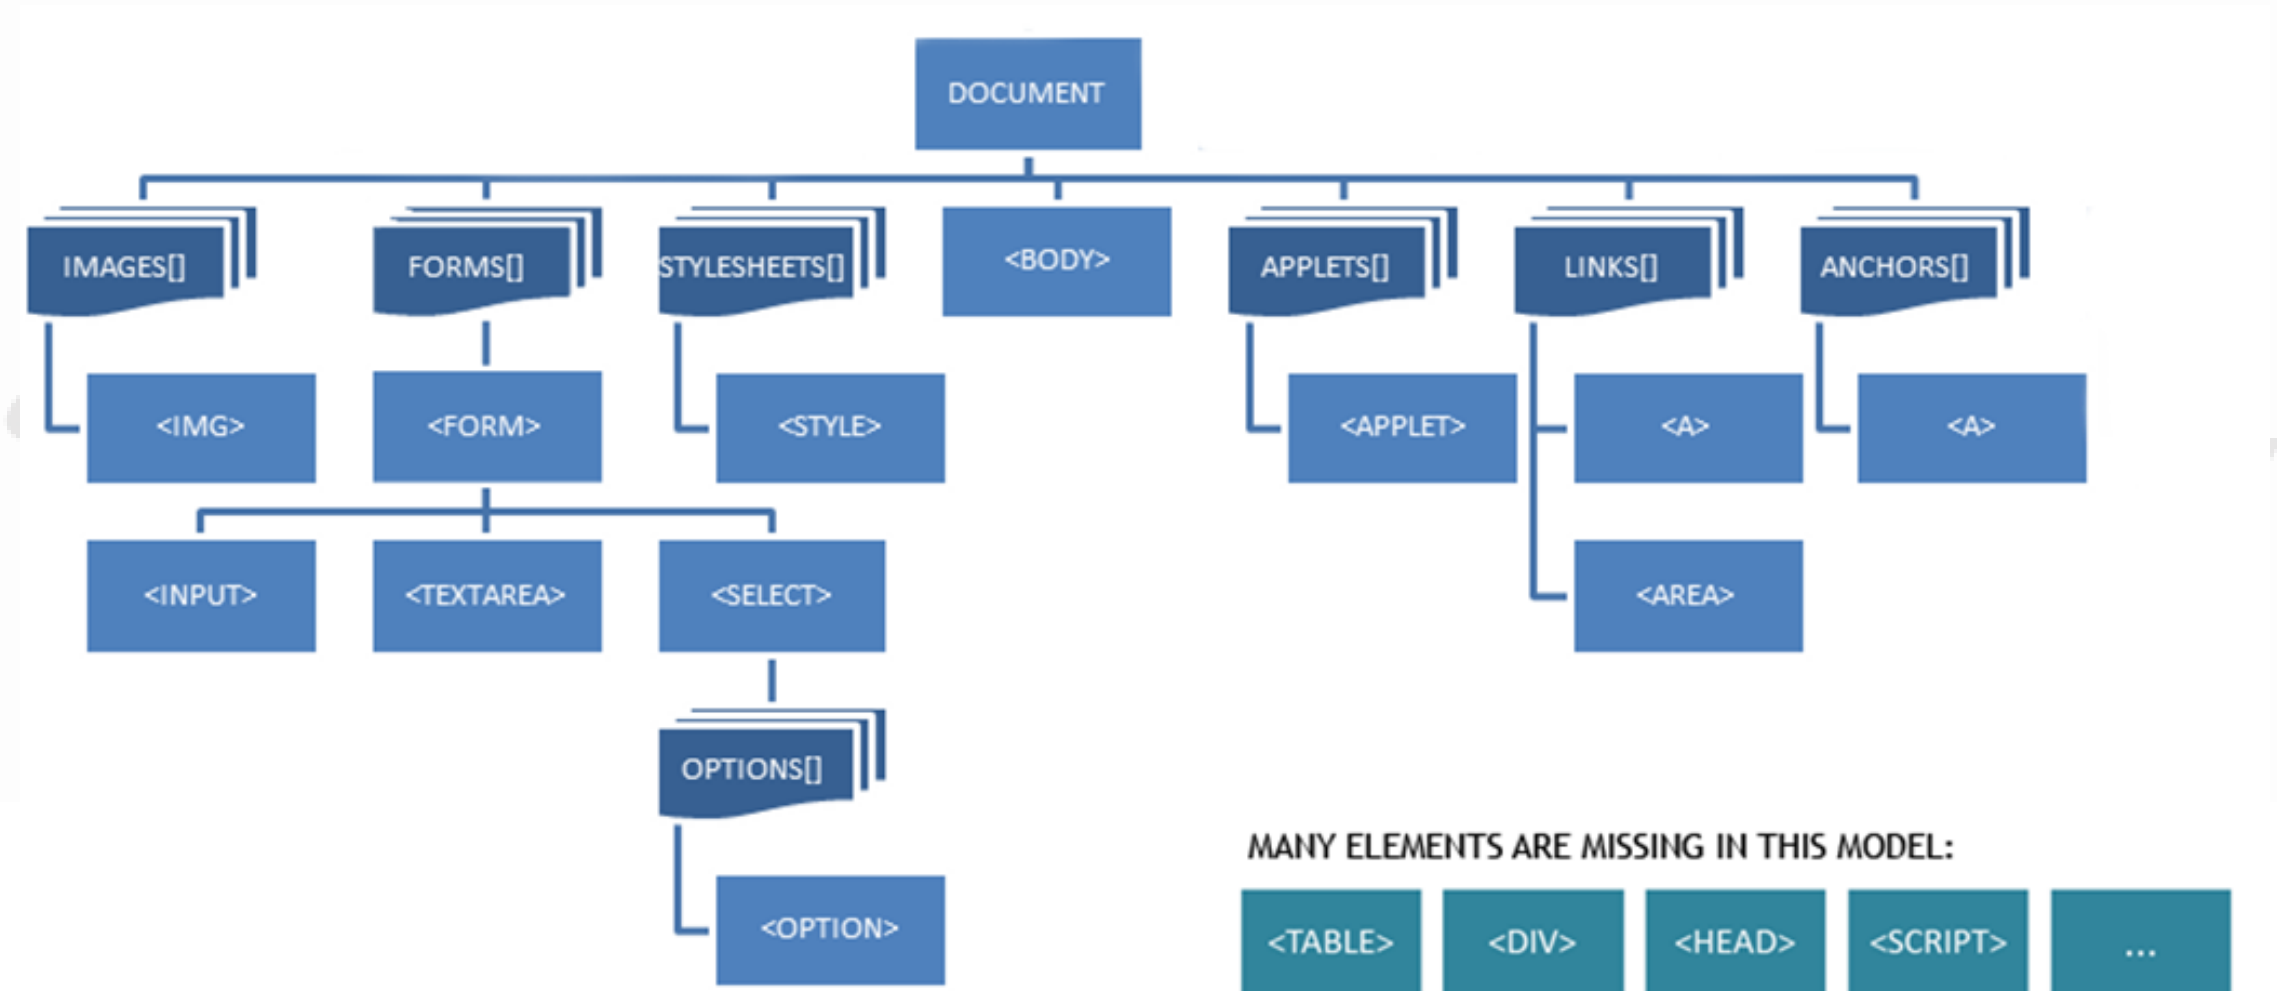 DOCUMENT
IMAGES[]
FORMS[]
STYLESHEETS[]
<BODY>
APPLETS[]
LINKS[]
ANCHORS[]
<IMG>
<FORM>
<STYLE>
<APPLET>
<A>
<A>
<INPUT>
<TEXTAREA>
<SELECT>
<AREA>
OPTIONS[]
<OPTION>
MANY ELEMENTS ARE MISSING IN THIS MODEL:
<TABLE>
<DIV>
<HEAD>
<SCRIPT>
...